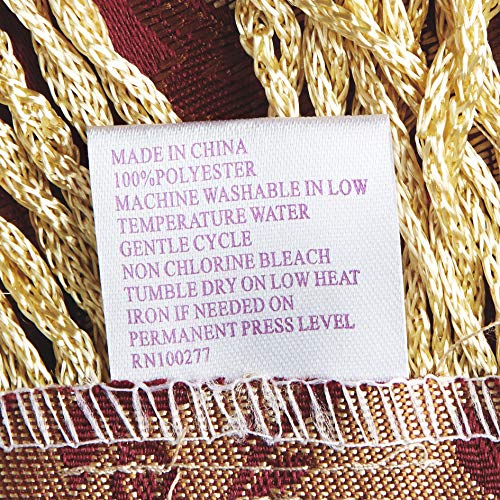 MADE IN CHINA
100%POLYESTER
MACHINE WASHABLE IN LOW
TEMPERATURE WATER
GENTLE CYCLE
NON CHLORINE BLEACH
TUMBLE DRY ON LOW HEAT
IRON IF NEEDED ON
PERMANENT PRESS LEVEL
RN100277